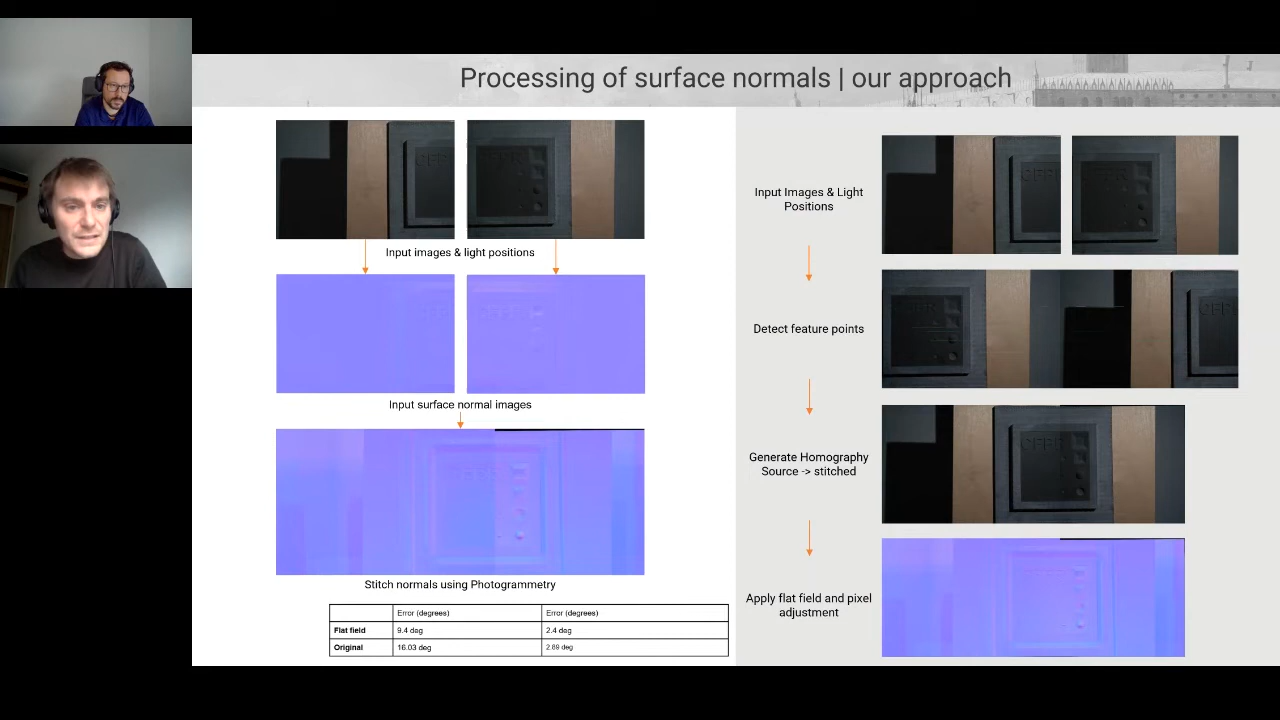 Processing of surface normals | our approach
Input images & light positions
Input surface normal images
Stitch normals using Photogrammetry
Error (degrees) Error (degrees)
Flat field 9.4 deg 2.4 deg
Original 16.03 deg 2.89 deg
Input Images & Light
Positions
Detect feature points
Generate Homography
Source -> stitched
Apply flat field and pixel
adjustment